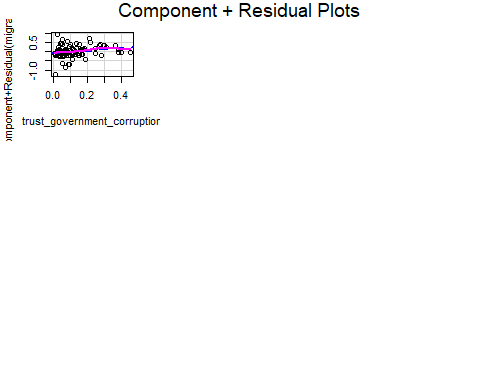 Component + Residual Plots
0.5
-1.0
0.0 0.2 0.4
trust_government_corruption